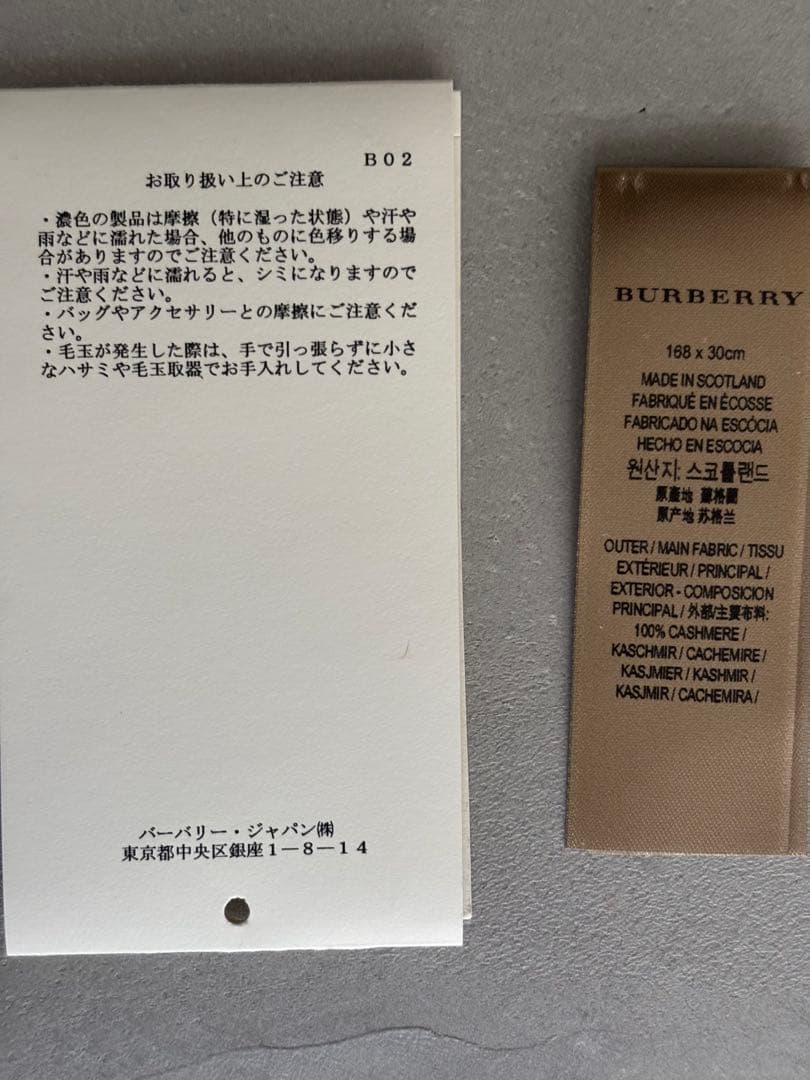 B02
お取り扱い上のご注意
・濃色の製品は摩擦（特に湿った状態）や汗や
雨などに濡れた場合、他のものに色移りする場
合がありますのでご注意ください。
・汗や雨などに濡れると、シミになりますので
ご注意ください。
・バッグやアクセサリーとの摩擦にご注意くだ
さい。
・毛玉が発生した際は、手で引っ張らずに小さ
なハサミや毛玉取器でお手入れしてください。
バーバリー・ジャパン㈱
東京都中央区銀座1－8－14
BURBERRY
168 x 30cm
MADE IN SCOTLAND
FABRIQUÉ EN ÉCOSSE
FABRICADO NA ESCÓCIA
HECHO EN ESCOCIA
원산지: 스코틀랜드
原產地 蘇格蘭
原产地 苏格兰
OUTER / MAIN FABRIC / TISSU
EXTÉRIEUR / PRINCIPAL /
EXTERIOR - COMPOSICION
PRINCIPAL / 外部/主要布料:
100% CASHMERE /
KASCHMIR / CACHEMIRE /
KASJMIER / KASHMIR /
KASJMIR / CACHEMIRA /